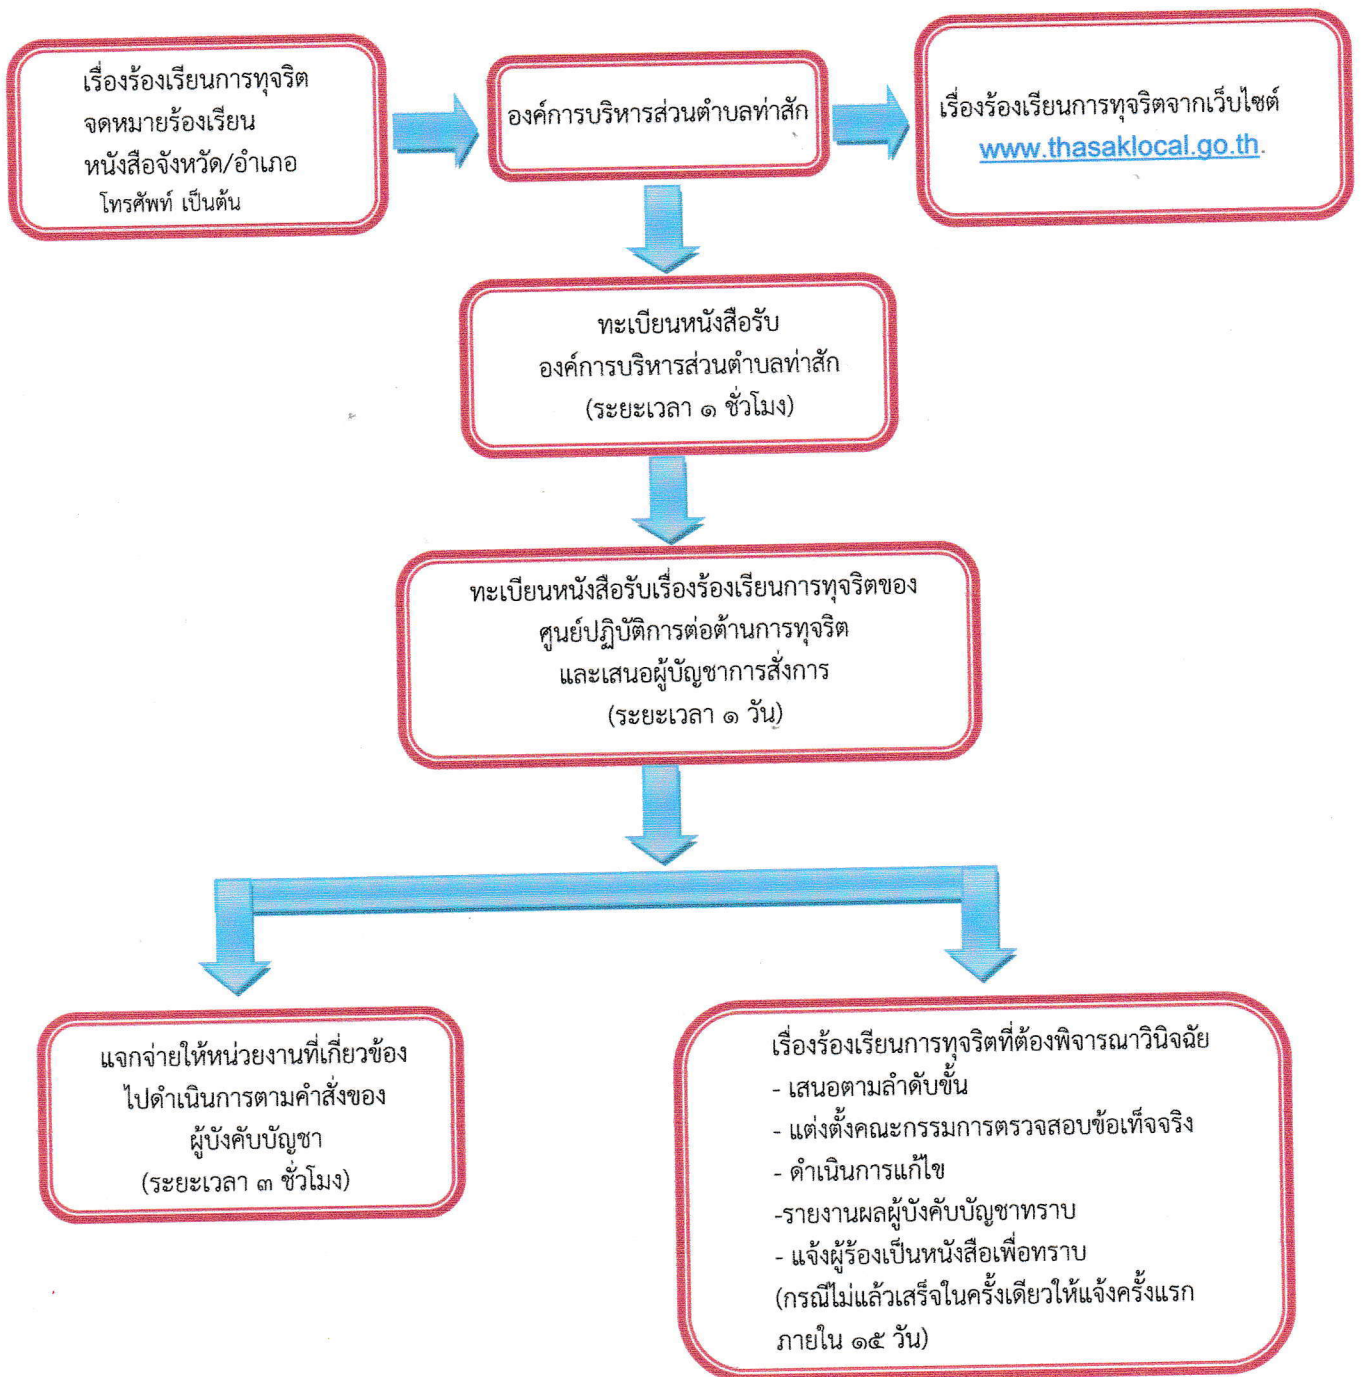 เรื่องร้องเรียนการทุจริต
จดหมายร้องเรียน
หนังสือจังหวัด/อำเภอ
โทรศัพท์ เป็นต้น
องค์การบริหารส่วนตำบลท่าสัก
เรื่องร้องเรียนการทุจริตจากเว็บไซต์
www.thasaklocal.go.th.
ทะเบียนหนังสือรับ
องค์การบริหารส่วนตำบลท่าสัก
(ระยะเวลา ๑ ชั่วโมง)
ทะเบียนหนังสือรับเรื่องร้องเรียนการทุจริตของ
ศูนย์ปฏิบัติการต่อต้านการทุจริต
และเสนอผู้บัญชาการสั่งการ
(ระยะเวลา ๑ วัน)
แจกจ่ายให้หน่วยงานที่เกี่ยวข้อง
ไปดำเนินการตามคำสั่งของ
ผู้บังคับบัญชา
(ระยะเวลา ๓ ชั่วโมง)
เรื่องร้องเรียนการทุจริตที่ต้องพิจารณาวินิจฉัย
- เสนอตามลำดับขั้น
- แต่งตั้งคณะกรรมการตรวจสอบข้อเท็จจริง
- ดำเนินการแก้ไข
-รายงานผลผู้บังคับบัญชาทราบ
- แจ้งผู้ร้องเป็นหนังสือเพื่อทราบ
(กรณีไม่แล้วเสร็จในครั้งเดียวให้แจ้งครั้งแรก
ภายใน ๑๕ วัน)